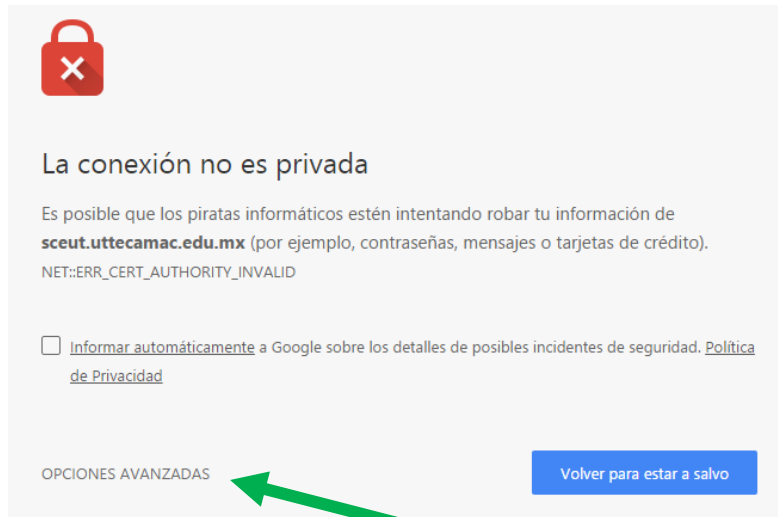 La conexión no es privada
Es posible que los piratas informáticos estén intentando robar tu información de
sceut.uttecamac.edu.mx (por ejemplo, contraseñas, mensajes o tarjetas de crédito).
NET::ERR_CERT_AUTHORITY_INVALID
Informar automáticamente a Google sobre los detalles de posibles incidentes de seguridad. Política
de Privacidad
OPCIONES AVANZADAS
Volver para estar a salvo